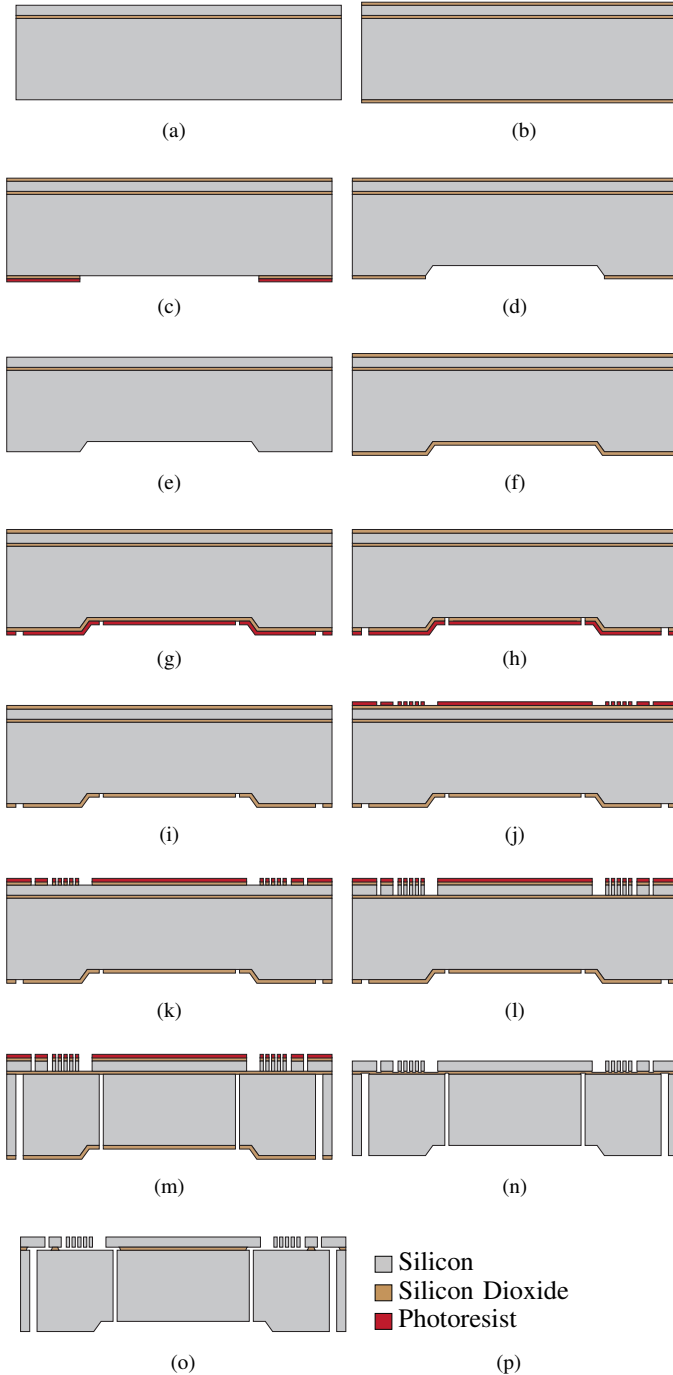 (a)
(b)
(c)
(d)
(e)
(f)
(g)
(h)
(i)
(j)
(k)
(l)
(m)
(n)
Silicon
Silicon Dioxide
Photoresist
(o)
(p)